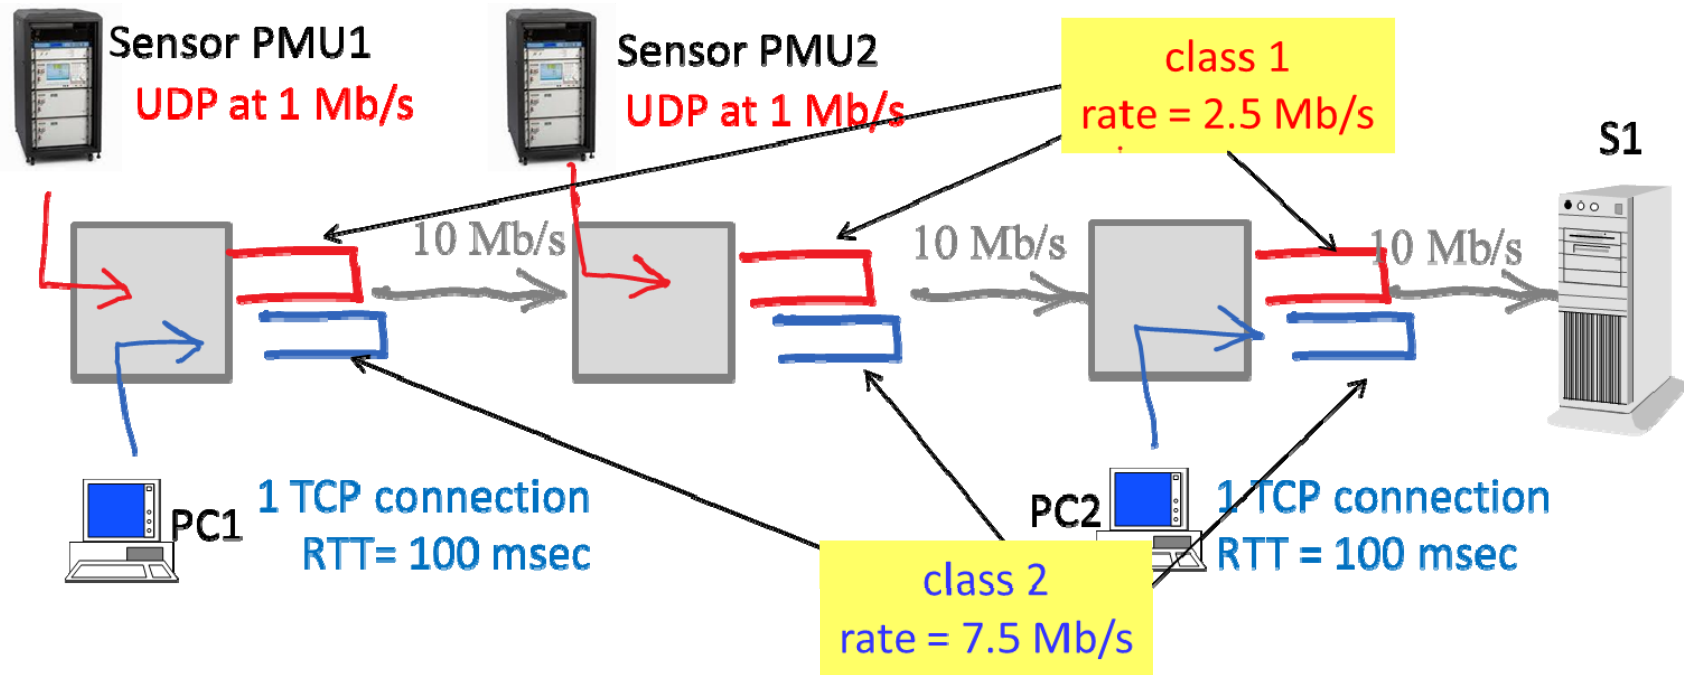 Sensor PMU1
UDP at 1 Mb/s
Sensor PMU2
UDP at 1 Mb/s
class 1
rate = 2.5 Mb/s
S1
10 Mb/s
10 Mb/s
10 Mb/s
PC1
1 TCP connection
RTT= 100 msec
PC2
1 TCP connection
RTT = 100 msec
class 2
rate = 7.5 Mb/s